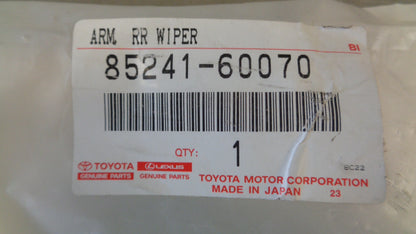 ARM, RR WIPER
BI
85241-60070
QTY: 1
8C22
TOYOTA LEXUS TOYOTA MOTOR CORPORATION
GENUINE PARTS GENUINE PARTS MADE IN JAPAN 23